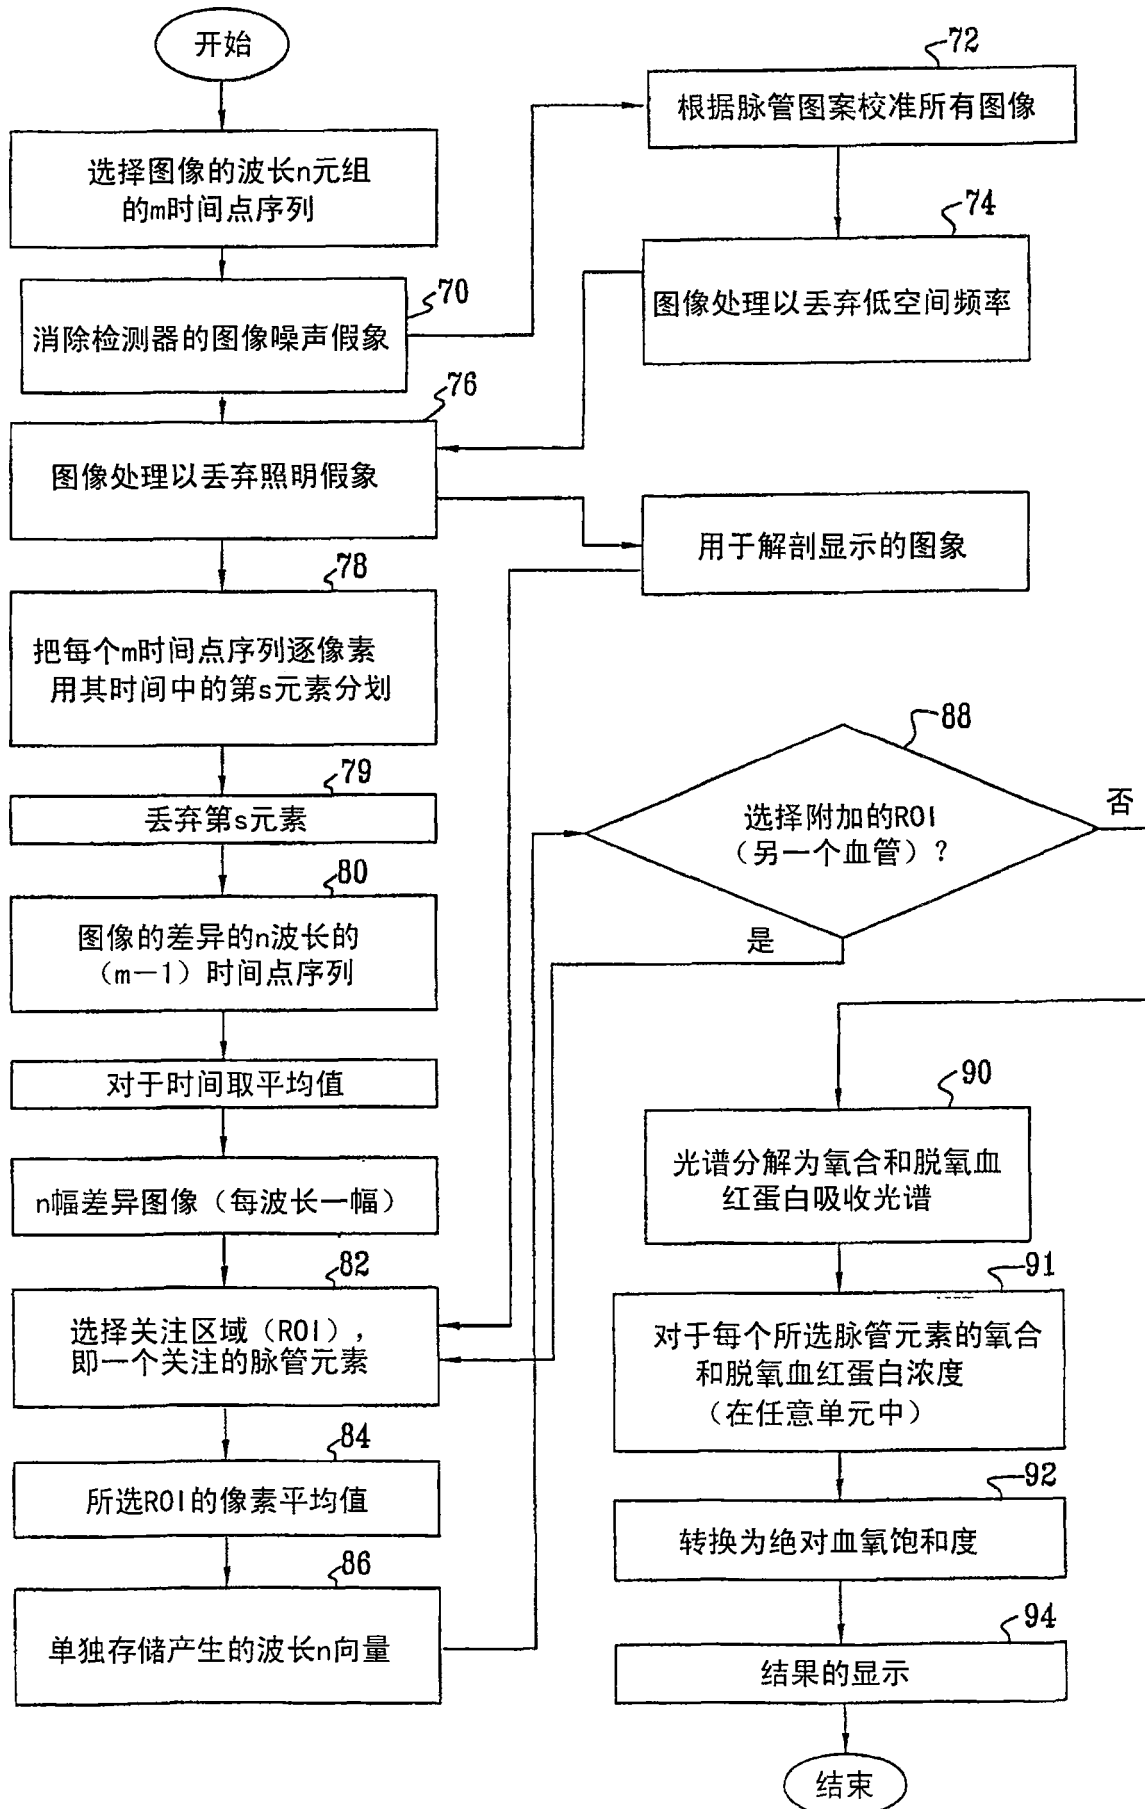 开始
选择图像的波长n元组
的m时间点序列
70
消除检测器的图像噪声假象
72
根据脉管图案校准所有图像
74
图像处理以丢弃低空间频率
76
图像处理以丢弃照明假象
用于解剖显示的图象
78
把每个m时间点序列逐像素
用其时间中的第s元素分划
79
丢弃第s元素
80
图像的差异的n波长的
（m－1）时间点序列
对于时间取平均值
n幅差异图像（每波长一幅）
82
选择关注区域（ROI），
即一个关注的脉管元素
84
所选ROI的像素平均值
86
单独存储产生的波长n向量
88
选择附加的ROI
（另一个血管）？
否
是
90
光谱分解为氧合和脱氧血
红蛋白吸收光谱
91
对于每个所选脉管元素的氧合
和脱氧血红蛋白浓度
（在任意单元中）
92
转换为绝对血氧饱和度
94
结果的显示
结束